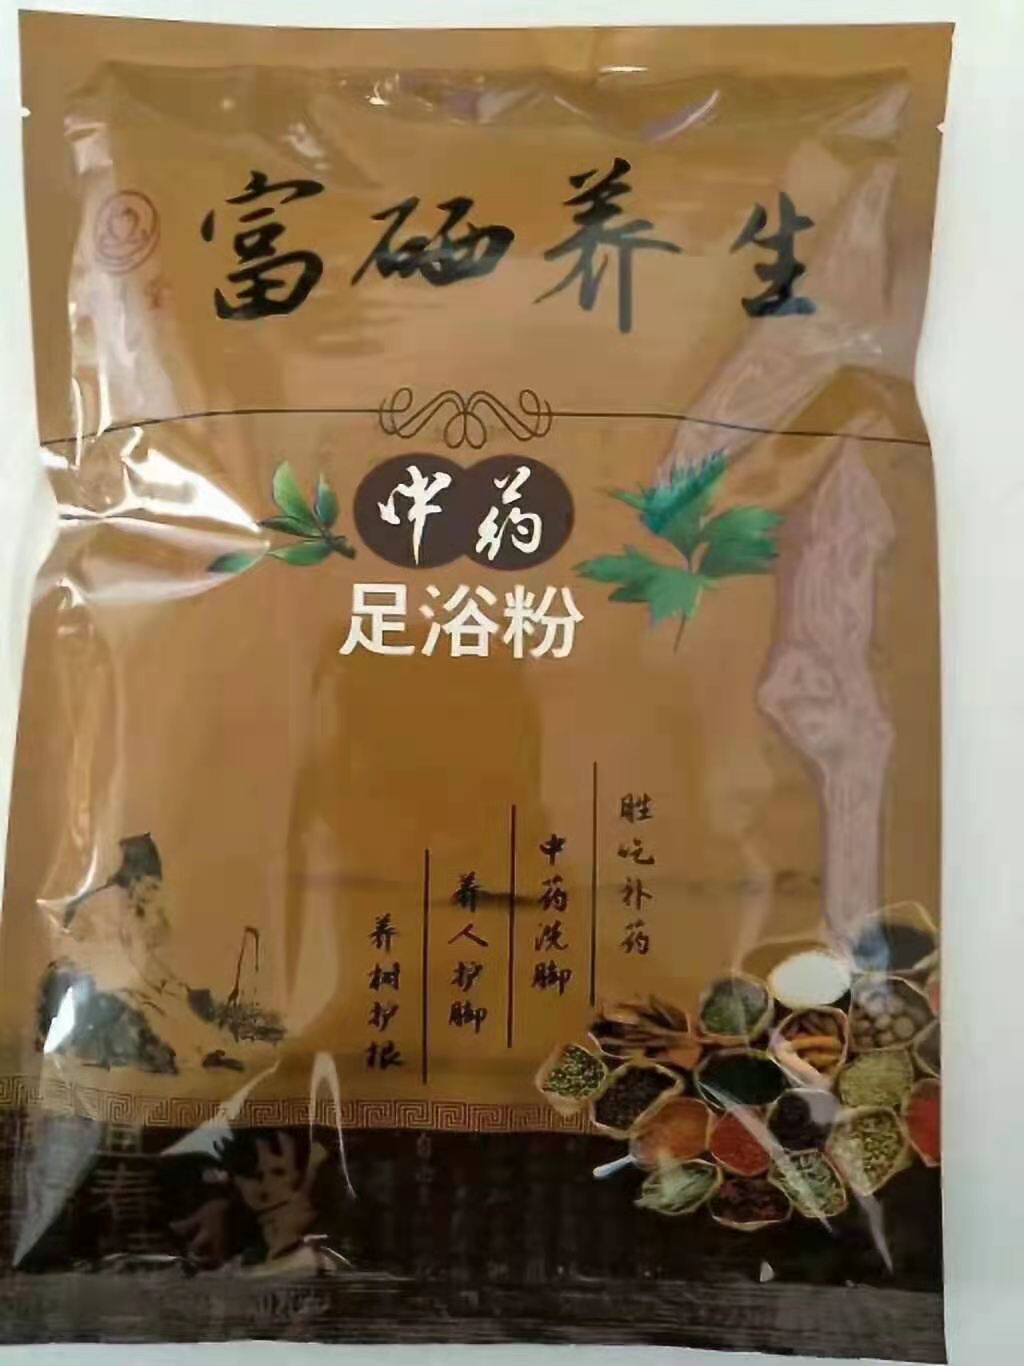 富硒养生
中药
足浴粉
养树护根
养人护脚
中药洗脚
胜吃补药